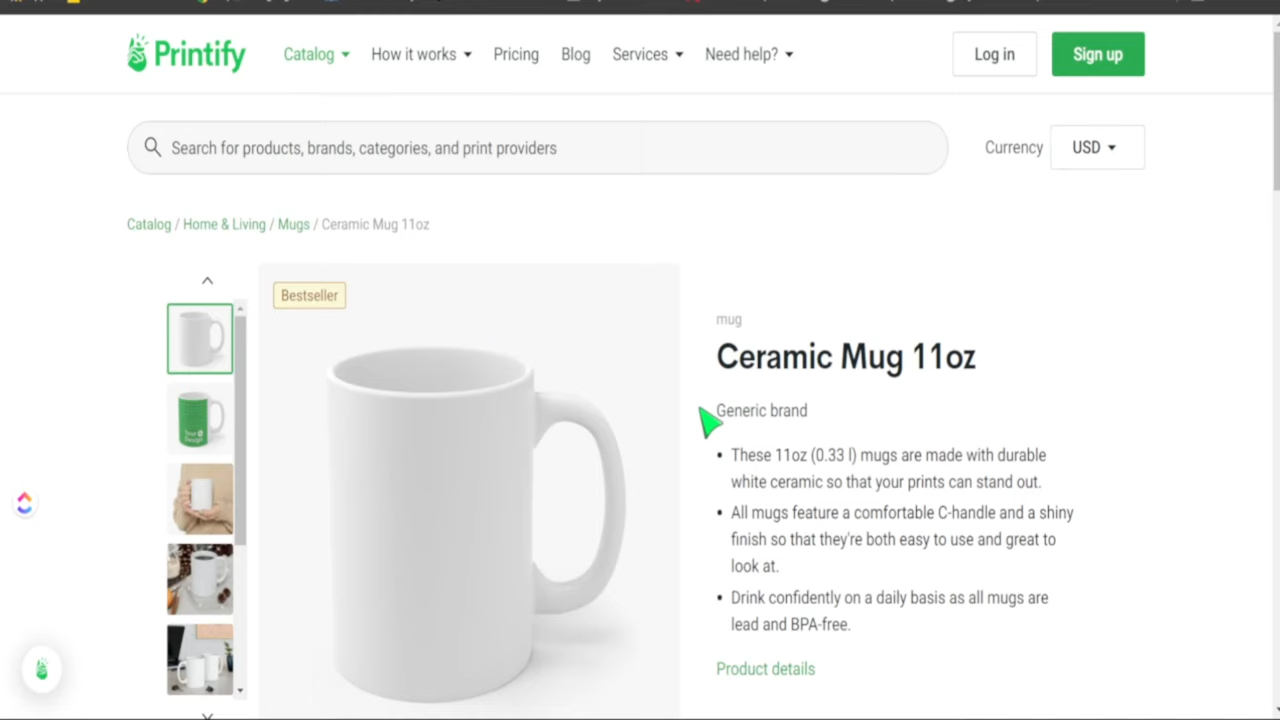 Printify
Catalog
How it works
Pricing
Blog
Services
Need help?
Log in
Sign up
Search for products, brands, categories, and print providers
Currency
USD
Catalog / Home & Living / Mugs / Ceramic Mug 11oz
Bestseller
Your
Design
mug
Ceramic Mug 11oz
Generic brand
• These 11oz (0.33 l) mugs are made with durable
white ceramic so that your prints can stand out.
• All mugs feature a comfortable C-handle and a shiny
finish so that they're both easy to use and great to
look at.
• Drink confidently on a daily basis as all mugs are
lead and BPA-free.
Product details